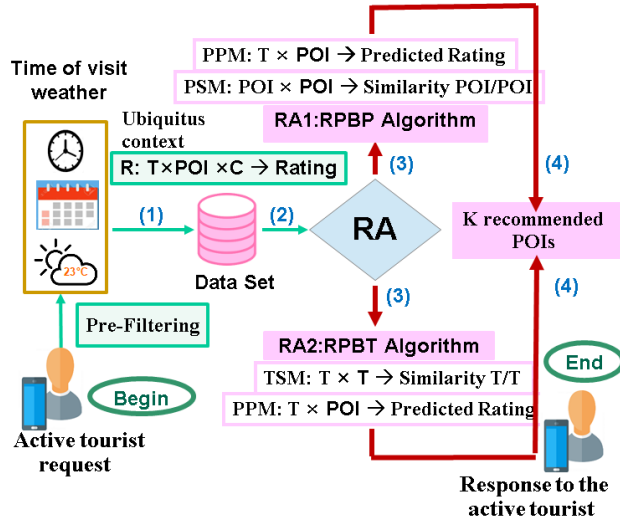 PPM: T × POI → Predicted Rating
PSM: POI × POI → Similarity POI/POI
RA1:RPBP Algorithm
Time of visit
weather
Ubiquitus
context
R: T×POI ×C → Rating
(3)
(4)
(1)
(2)
RA
K recommended
POIs
23°C
Data Set
(3)
(4)
Pre-Filtering
RA2:RPBT Algorithm
TSM: T × T → Similarity T/T
PPM: T × POI → Predicted Rating
Begin
End
Active tourist
request
Response to the
active tourist